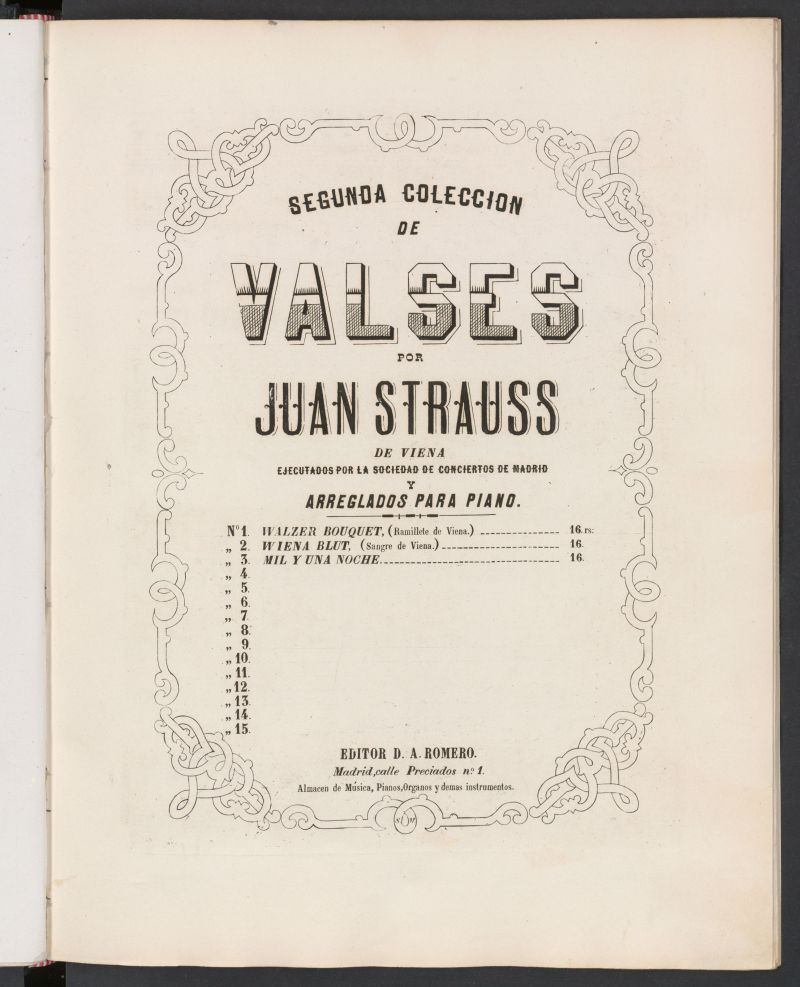 SEGUNDA COLECCION
DE
VALSES
POR
JUAN STRAUSS
DE VIENA
EJECUTADOS POR LA SOCIEDAD DE CONCIERTOS DE MADRID
Y
ARREGLADOS PARA PIANO.
Nº 1. WALZER BOUQUET, (Ramillete de Viena.) 16. rs.
„ 2. WIENA BLUT, (Sangre de Viena.) 16.
„ 3. MIL Y UNA NOCHE. 16.
„ 4.
„ 5.
„ 6.
„ 7.
„ 8.
„ 9.
„ 10.
„ 11.
„ 12.
„ 13.
„ 14.
„ 15.
EDITOR D. A. ROMERO.
Madrid, calle Preciados nº 1.
Almacen de Música, Pianos, Organos y demas instrumentos.